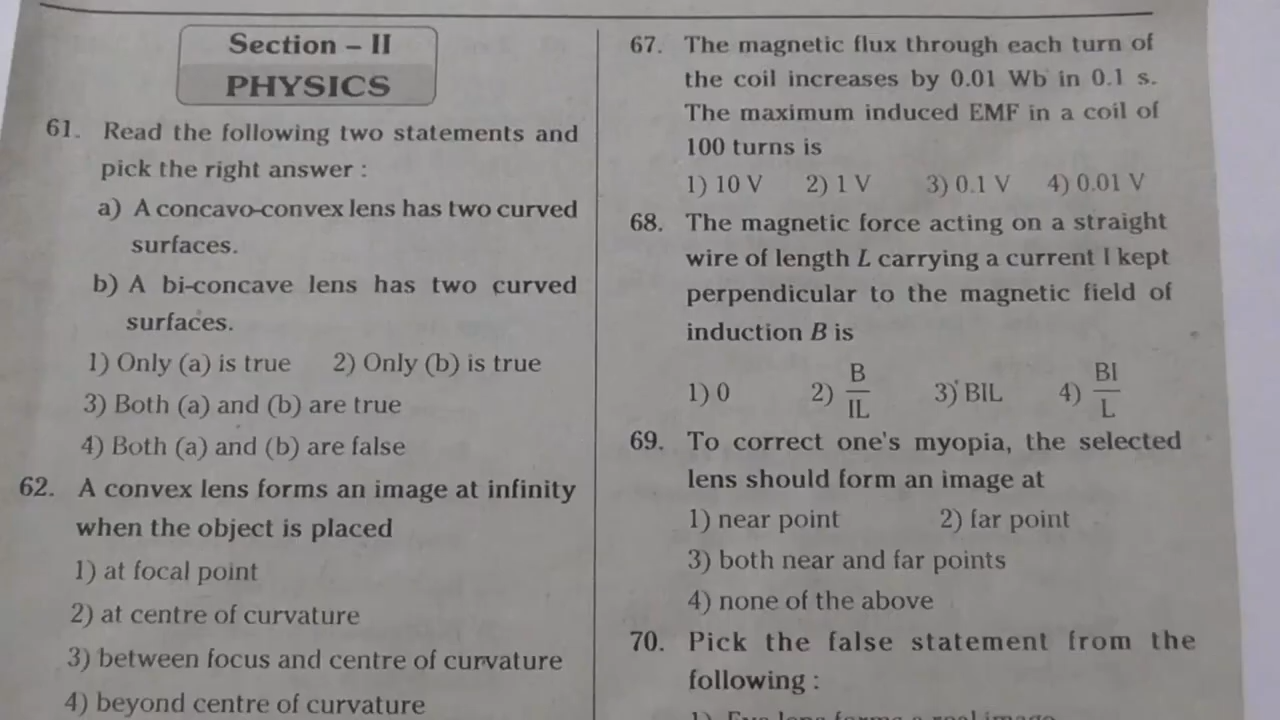 Section – II
PHYSICS
61. Read the following two statements and
pick the right answer :
a) A concavo-convex lens has two curved
surfaces.
b) A bi-concave lens has two curved
surfaces.
1) Only (a) is true 2) Only (b) is true
3) Both (a) and (b) are true
4) Both (a) and (b) are false
62. A convex lens forms an image at infinity
when the object is placed
1) at focal point
2) at centre of curvature
3) between focus and centre of curvature
4) beyond centre of curvature
67. The magnetic flux through each turn of
the coil increases by 0.01 Wb in 0.1 s.
The maximum induced EMF in a coil of
100 turns is
1) 10 V 2) 1 V 3) 0.1 V 4) 0.01 V
68. The magnetic force acting on a straight
wire of length L carrying a current I kept
perpendicular to the magnetic field of
induction B is
1) 0 2) B/IL 3) BIL 4) BI/L
69. To correct one's myopia, the selected
lens should form an image at
1) near point 2) far point
3) both near and far points
4) none of the above
70. Pick the false statement from the
following :
1) Eye lens forms a real image